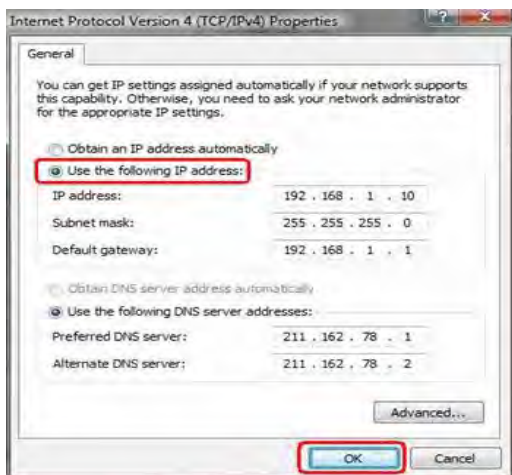 Internet Protocol Version 4 (TCP/IPv4) Properties
General
You can get IP settings assigned automatically if your network supports
this capability. Otherwise, you need to ask your network administrator
for the appropriate IP settings.
Obtain an IP address automatically
Use the following IP address:
IP address: 192 . 168 . 1 . 10
Subnet mask: 255 . 255 . 255 . 0
Default gateway: 192 . 168 . 1 . 1
Obtain DNS server address automatically
Use the following DNS server addresses:
Preferred DNS server: 211 . 162 . 78 . 1
Alternate DNS server: 211 . 162 . 78 . 2
Advanced...
OK Cancel